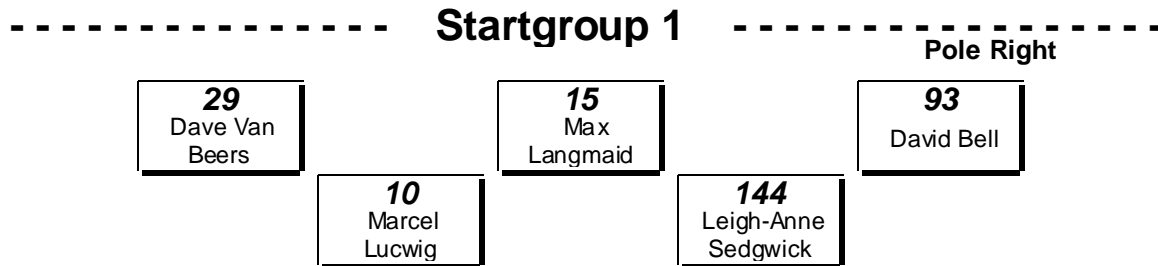 Startgroup 1
Pole Right
29
Dave Van
Beers
15
Max
Langmaid
93
David Bell
10
Marcel
Lucwig
144
Leigh-Anne
Sedgwick